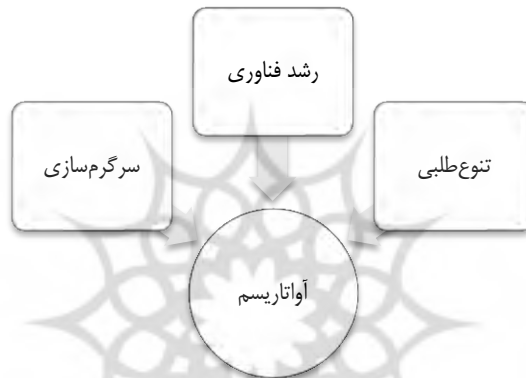 رشد فناوری
تنوع‌طلبی
سرگرم‌سازی
آواتاریسم